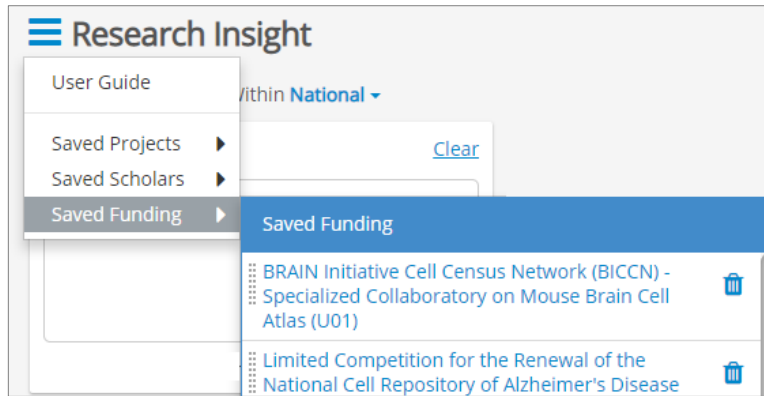 Research Insight
User Guide
Within National
Saved Projects
Clear
Saved Scholars
Saved Funding
Saved Funding
BRAIN Initiative Cell Census Network (BICCN) -
Specialized Collaboratory on Mouse Brain Cell
Atlas (U01)
Limited Competition for the Renewal of the
National Cell Repository of Alzheimer's Disease